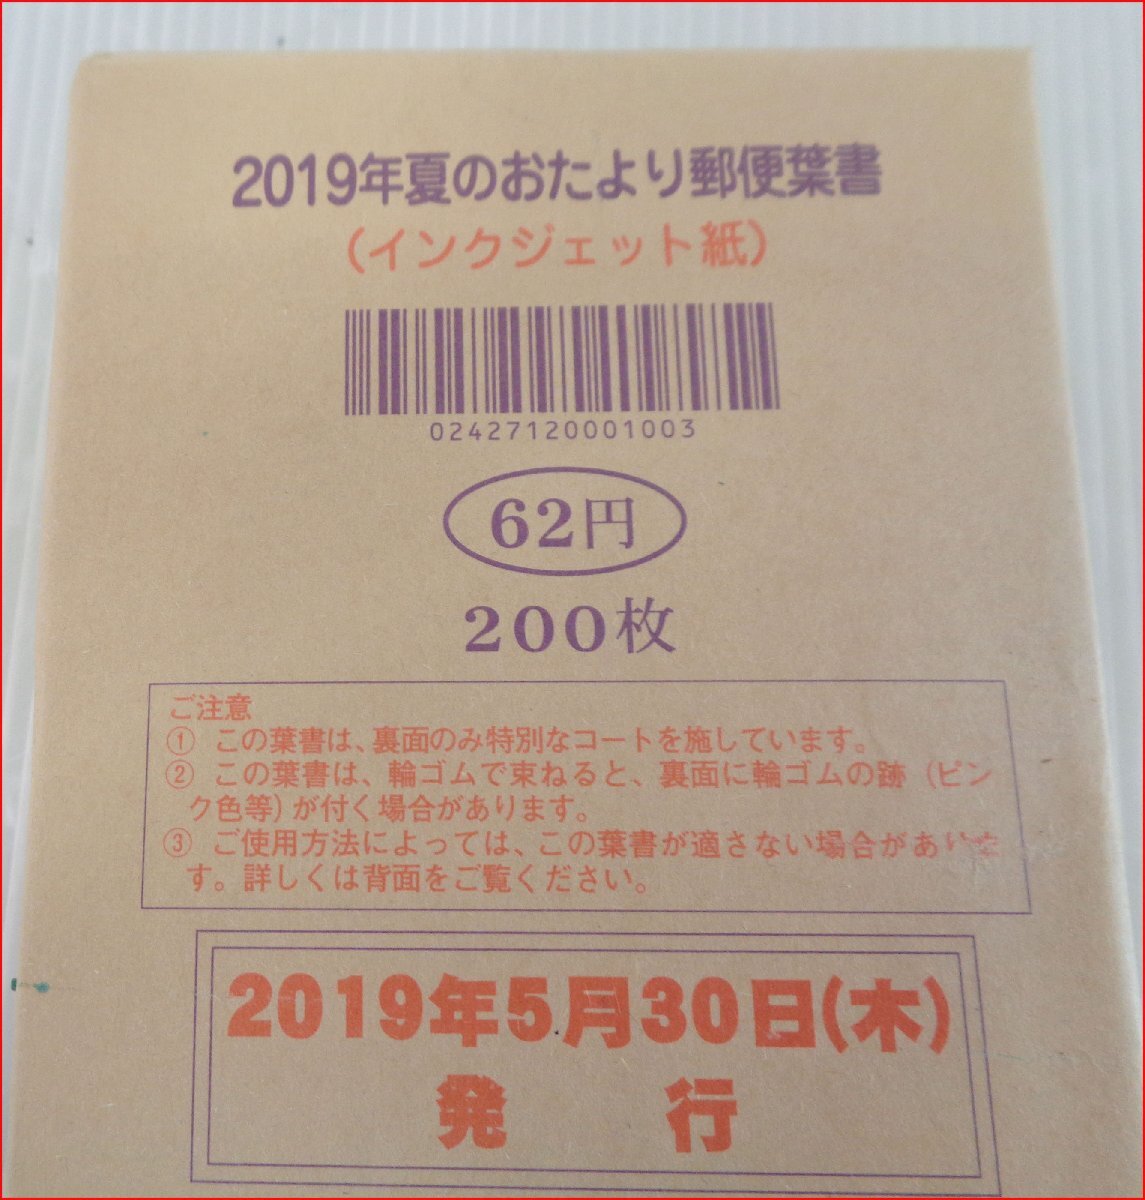 2019年夏のおたより郵便葉書
(インクジェット紙)
02427120001003
62円
200枚
ご注意
① この葉書は、裏面のみ特別なコートを施しています。
② この葉書は、輪ゴムで束ねると、裏面に輪ゴムの跡 (ピン
ク色等) が付く場合があります。
③ ご使用方法によっては、この葉書が適さない場合がありま
す。詳しくは背面をご覧ください。
2019年5月30日(木)
発 行